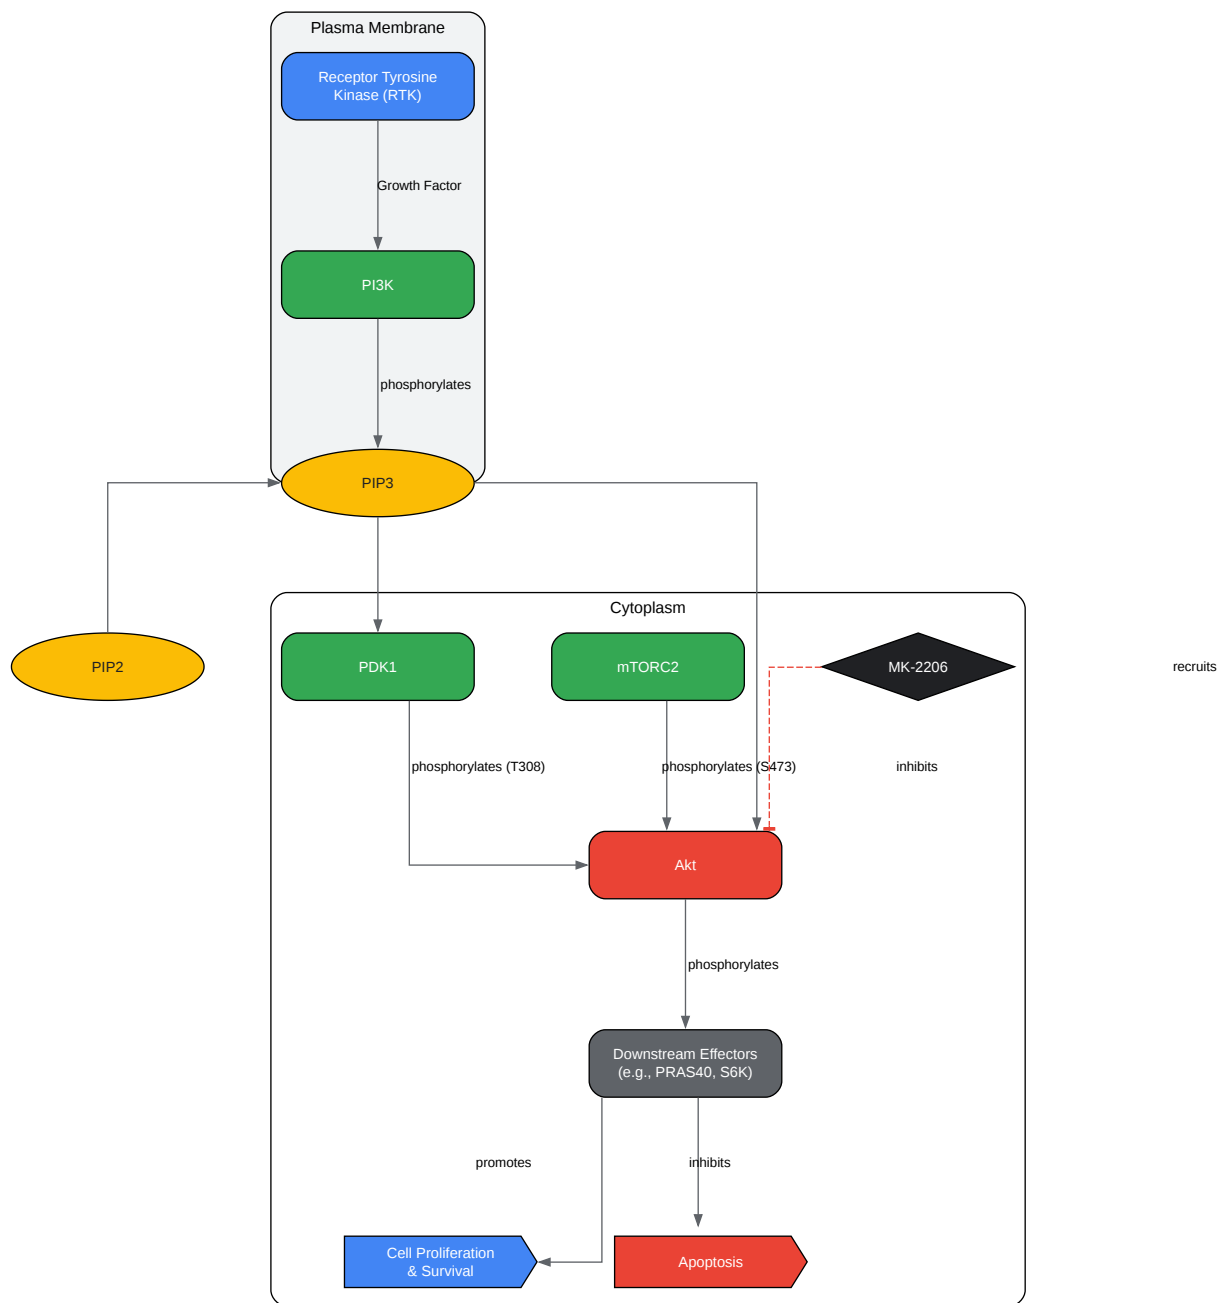 Plasma Membrane
Receptor Tyrosine
Kinase (RTK)
Growth Factor
PI3K
phosphorylates
PIP3
Cytoplasm
PIP2
PDK1
mTORC2
MK-2206
recruits
phosphorylates (T308)
phosphorylates (S473)
inhibits
Akt
phosphorylates
Downstream Effectors
(e.g., PRAS40, S6K)
promotes
inhibits
Cell Proliferation
& Survival
Apoptosis